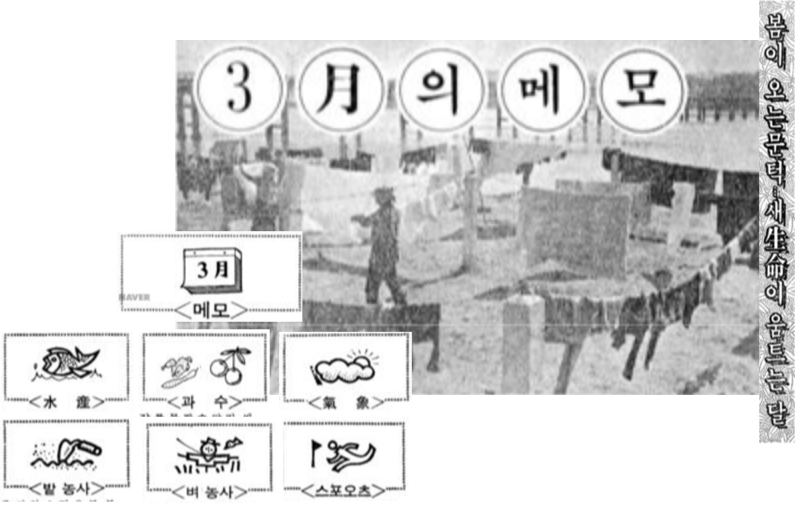 3月의 메모
봄이 오는 문턱…새生命이 움트는 달
3月
NAVER
<메모>
<水 産>
<과 수>
<氣 象>
<밭 농사>
<벼 농사>
<스포오츠>